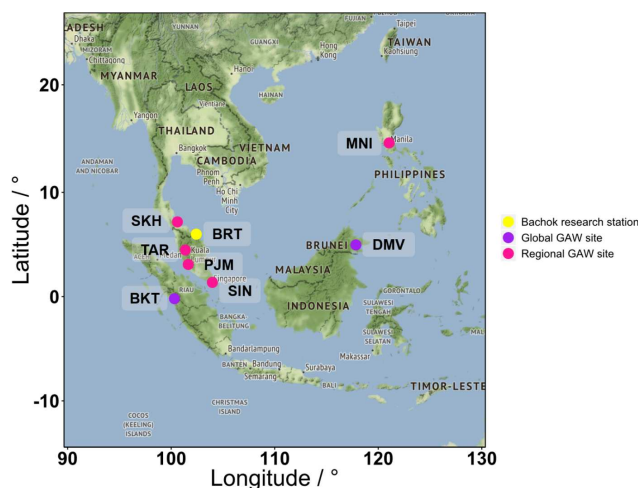 FUJIAN
YUNNAN
Taipei
Dhaka
MIZORAM
GUANGXI
Chittagong
TAIWAN
Kaohsiung
Hong Kong
MYANMAR
Hanoi
20
LAOS
HAINAN
Vientiane
Yangon
THAILAND
MNI
Manila
VIETNAM
ANDAMAN AND NICOBAR
Bangkok
CAMBODIA
Phnom Penh
Ho Chi Minh City
PHILIPPINES
10
SKH
BRT
Bachok research station
TAR
Kuala
BRUNEI
DMV
Global GAW site
PJM
MALAYSIA
Regional GAW site
Singapore
SIN
GORONTALO
0
BKT
RIAU
INDONESIA
SULAWESI TENGAH
BANGKA-BELITUNG
SULAWESI SELATAN
Bandarlampung
Makassar
BANTEN
Bandung
Surabaya
Semarang
BALI
TIMOR-LESTE
-10
CHRISTMAS ISLAND
COCOS (KEELING) ISLANDS
Latitude / °
90
100
110
120
130
Longitude / °